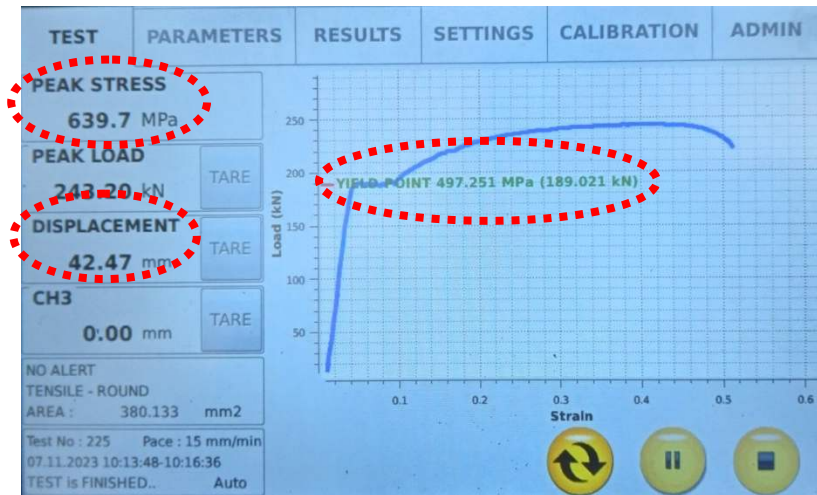 TEST PARAMETERS RESULTS SETTINGS CALIBRATION ADMIN
PEAK STRESS
639.7 MPa
PEAK LOAD
243.20 kN
TARE
DISPLACEMENT
42.47 mm
TARE
CH3
0.00 mm
TARE
NO ALERT
TENSILE - ROUND
AREA : 380.133 mm2
Test No : 225 Pace : 15 mm/min
07.11.2023 10:13:48-10:16:36
TEST is FINISHED.. Auto
Load (kN)
250
200
150
100
50
YIELD POINT 497.251 MPa (189.021 kN)
0.1 0.2 0.3 0.4 0.5 0.6
Strain